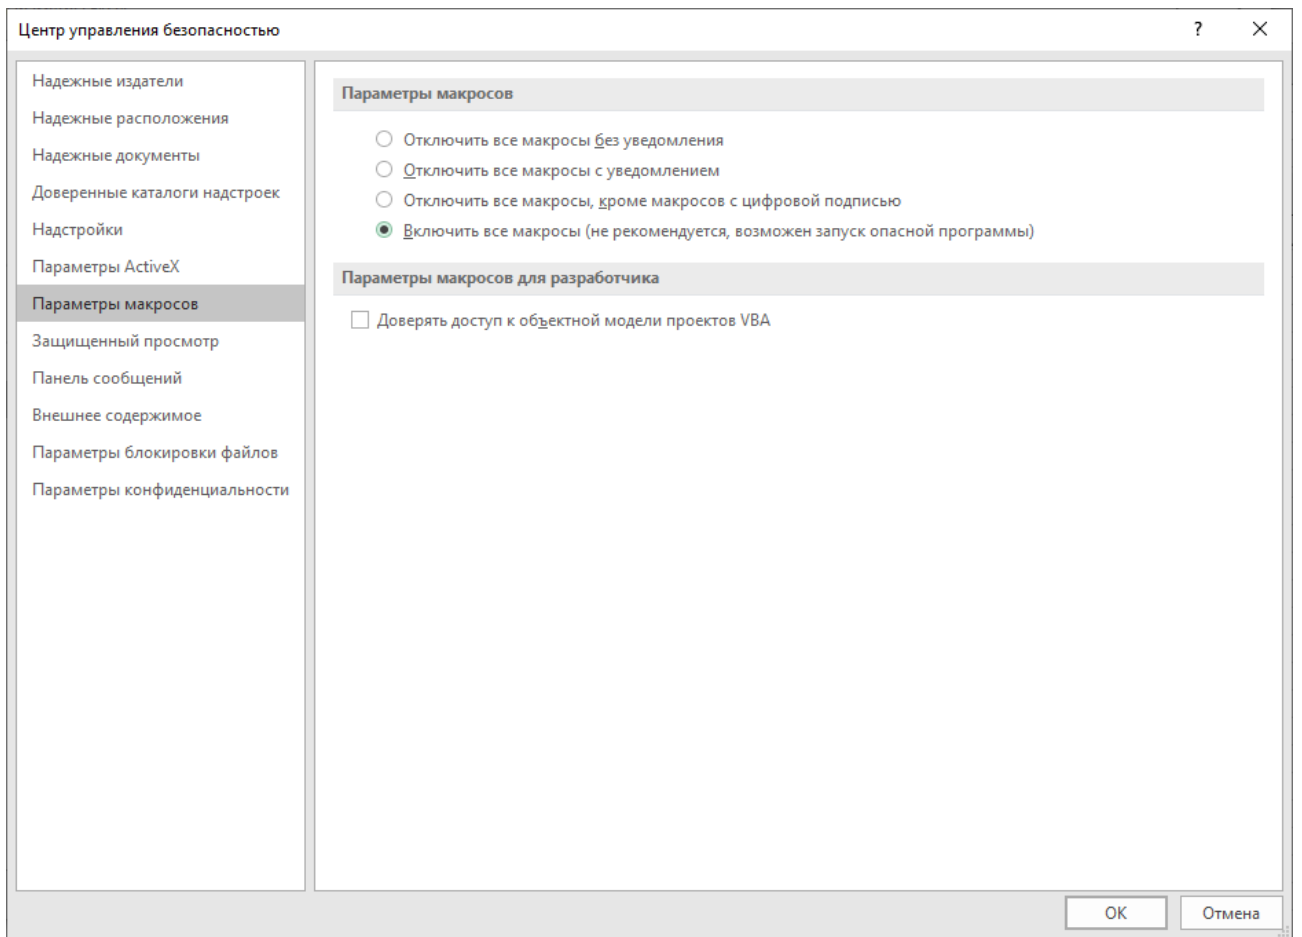 Центр управления безопасностью
?
Надежные издатели
Надежные расположения
Надежные документы
Доверенные каталоги надстроек
Надстройки
Параметры ActiveX
Параметры макросов
Защищенный просмотр
Панель сообщений
Внешнее содержимое
Параметры блокировки файлов
Параметры конфиденциальности
Параметры макросов
Отключить все макросы без уведомления
Отключить все макросы с уведомлением
Отключить все макросы, кроме макросов с цифровой подписью
Включить все макросы (не рекомендуется, возможен запуск опасной программы)
Параметры макросов для разработчика
Доверять доступ к объектной модели проектов VBA
ОК
Отмена